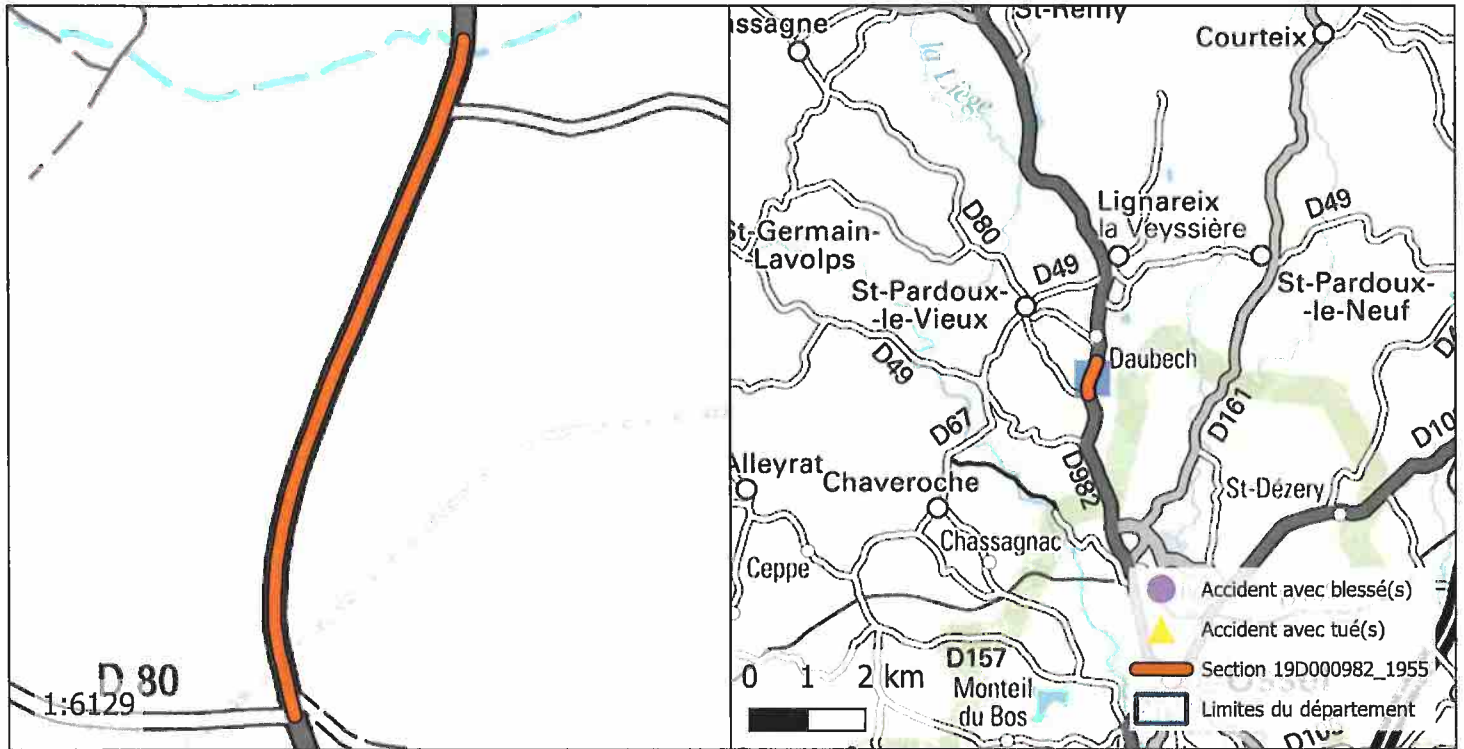 D 80
1:6129
ssagne
St-Rémy
Courteix
la Liège
D80
Lignareix
la Veyssière
D49
St-Germain-
-Lavolps
D49
St-Pardoux-
-le-Vieux
St-Pardoux-
-le-Neuf
Daubech
D49
D67
D161
D982
Alleyrat
Chaveroche
St-Dézery
Chassagnac
Ceppe
D157
Monteil
du Bos
0 1 2 km
Accident avec blessé(s)
Accident avec tué(s)
Section 19D000982_1955
Limites du département